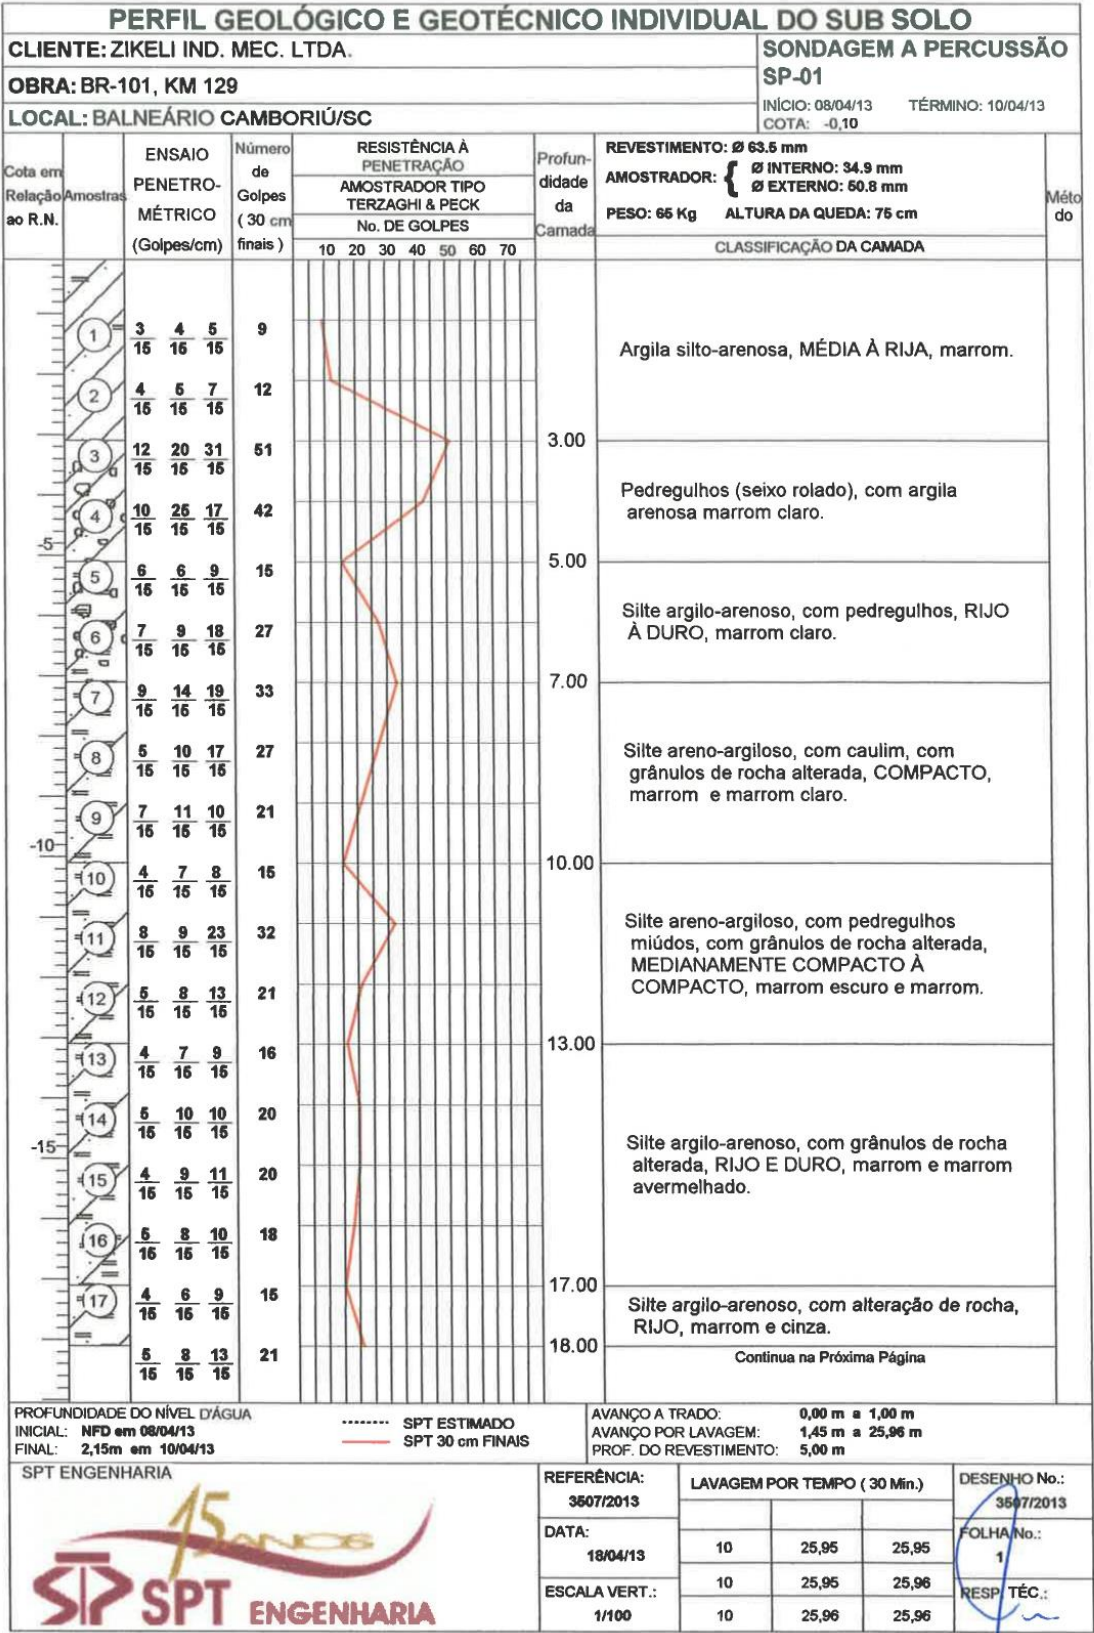 PERFIL GEOLÓGICO E GEOTÉCNICO INDIVIDUAL DO SUB SOLO
CLIENTE: ZIKELI IND. MEC. LTDA.
OBRA: BR-101, KM 129
LOCAL: BALNEÁRIO CAMBORIÚ/SC
SONDAGEM A PERCUSSÃO
SP-01
INÍCIO: 08/04/13 TÉRMINO: 10/04/13
COTA: -0,10
Cota em
Relação
ao R.N.
Amostras
ENSAIO
PENETRO-
MÉTRICO
(Golpes/cm)
Número
de
Golpes
( 30 cm
finais )
RESISTÊNCIA À
PENETRAÇÃO
AMOSTRADOR TIPO
TERZAGHI & PECK
No. DE GOLPES
10 20 30 40 50 60 70
Profun-
didade
da
Camada
REVESTIMENTO: Ø 63.5 mm
AMOSTRADOR: { Ø INTERNO: 34.9 mm
Ø EXTERNO: 50.8 mm
PESO: 65 Kg ALTURA DA QUEDA: 75 cm
CLASSIFICAÇÃO DA CAMADA
Méto
do
1 3 4 5 9
15 15 15
Argila silto-arenosa, MÉDIA À RIJA, marrom.
2 4 5 7 12
15 15 15
3.00
3 12 20 31 51
15 15 15
Pedregulhos (seixo rolado), com argila
arenosa marrom claro.
4 10 25 17 42
15 15 15
-5
5.00
5 6 6 9 15
15 15 15
Silte argilo-arenoso, com pedregulhos, RIJO
À DURO, marrom claro.
6 7 9 18 27
15 15 15
7.00
7 9 14 19 33
15 15 15
Silte areno-argiloso, com caulim, com
grânulos de rocha alterada, COMPACTO,
marrom e marrom claro.
8 5 10 17 27
15 15 15
9 7 11 10 21
15 15 15
-10
10.00
10 4 7 8 15
15 15 15
Silte areno-argiloso, com pedregulhos
miúdos, com grânulos de rocha alterada,
MEDIANAMENTE COMPACTO À
COMPACTO, marrom escuro e marrom.
11 8 9 23 32
15 15 15
12 5 8 13 21
15 15 15
13.00
13 4 7 9 16
15 15 15
14 5 10 10 20
15 15 15
-15
Silte argilo-arenoso, com grânulos de rocha
alterada, RIJO E DURO, marrom e marrom
avermelhado.
15 4 9 11 20
15 15 15
16 5 8 10 18
15 15 15
17.00
17 4 6 9 15
15 15 15
Silte argilo-arenoso, com alteração de rocha,
RIJO, marrom e cinza.
18.00
5 8 13 21
15 15 15
Continua na Próxima Página
PROFUNDIDADE DO NÍVEL D'ÁGUA
INICIAL: NFD em 08/04/13
FINAL: 2,15m em 10/04/13
SPT ESTIMADO
SPT 30 cm FINAIS
AVANÇO A TRADO: 0,00 m a 1,00 m
AVANÇO POR LAVAGEM: 1,45 m a 25,96 m
PROF. DO REVESTIMENTO: 5,00 m
SPT ENGENHARIA
15 ANOS
SPT ENGENHARIA
REFERÊNCIA:
3507/2013
DATA:
18/04/13
ESCALA VERT.:
1/100
LAVAGEM POR TEMPO ( 30 Min.)
10 25,95 25,95
10 25,95 25,96
10 25,96 25,96
DESENHO No.:
3507/2013
FOLHA No.:
1
RESP. TÉC.: